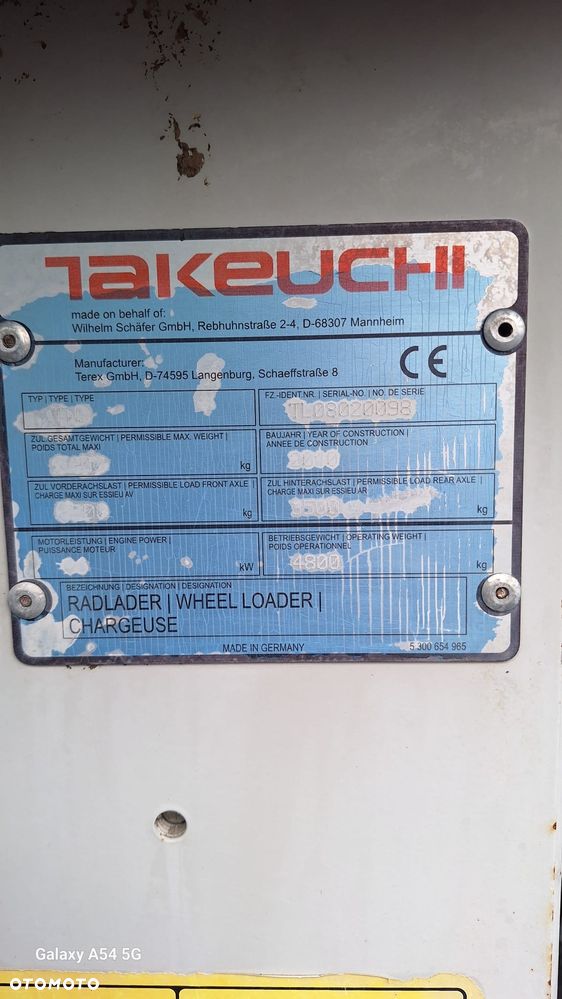 TAKEUCHI
made on behalf of:
Wilhelm Schäfer GmbH, Rebhuhnstraße 2-4, D-68307 Mannheim
Manufacturer:
Terex GmbH, D-74595 Langenburg, Schaeffstraße 8
CE
TYP | TYPE | TYPE
FZ.-IDENT.NR. | SERIAL-NO. | NO. DE SERIE
TL08020098
ZUL.GESAMTGEWICHT | PERMISSIBLE MAX. WEIGHT |
POIDS TOTAL MAXI
kg
BAUJAHR | YEAR OF CONSTRUCTION |
ANNEE DE CONSTRUCTION
ZUL VORDERACHSLAST | PERMISSIBLE LOAD FRONT AXLE |
CHARGE MAXI SUR ESSIEU AV
kg
ZUL HINTERACHSLAST | PERMISSIBLE LOAD REAR AXLE |
CHARGE MAXI SUR ESSIEU AR
kg
MOTORLEISTUNG | ENGINE POWER |
PUISSANCE MOTEUR
kW
BETRIEBSGEWICHT | OPERATING WEIGHT |
POIDS OPERATIONNEL
4800
kg
BEZEICHNUNG | DESIGNATION | DESIGNATION
RADLADER | WHEEL LOADER |
CHARGEUSE
MADE IN GERMANY
5 300 654 965
Galaxy A54 5G
OTOMOTO